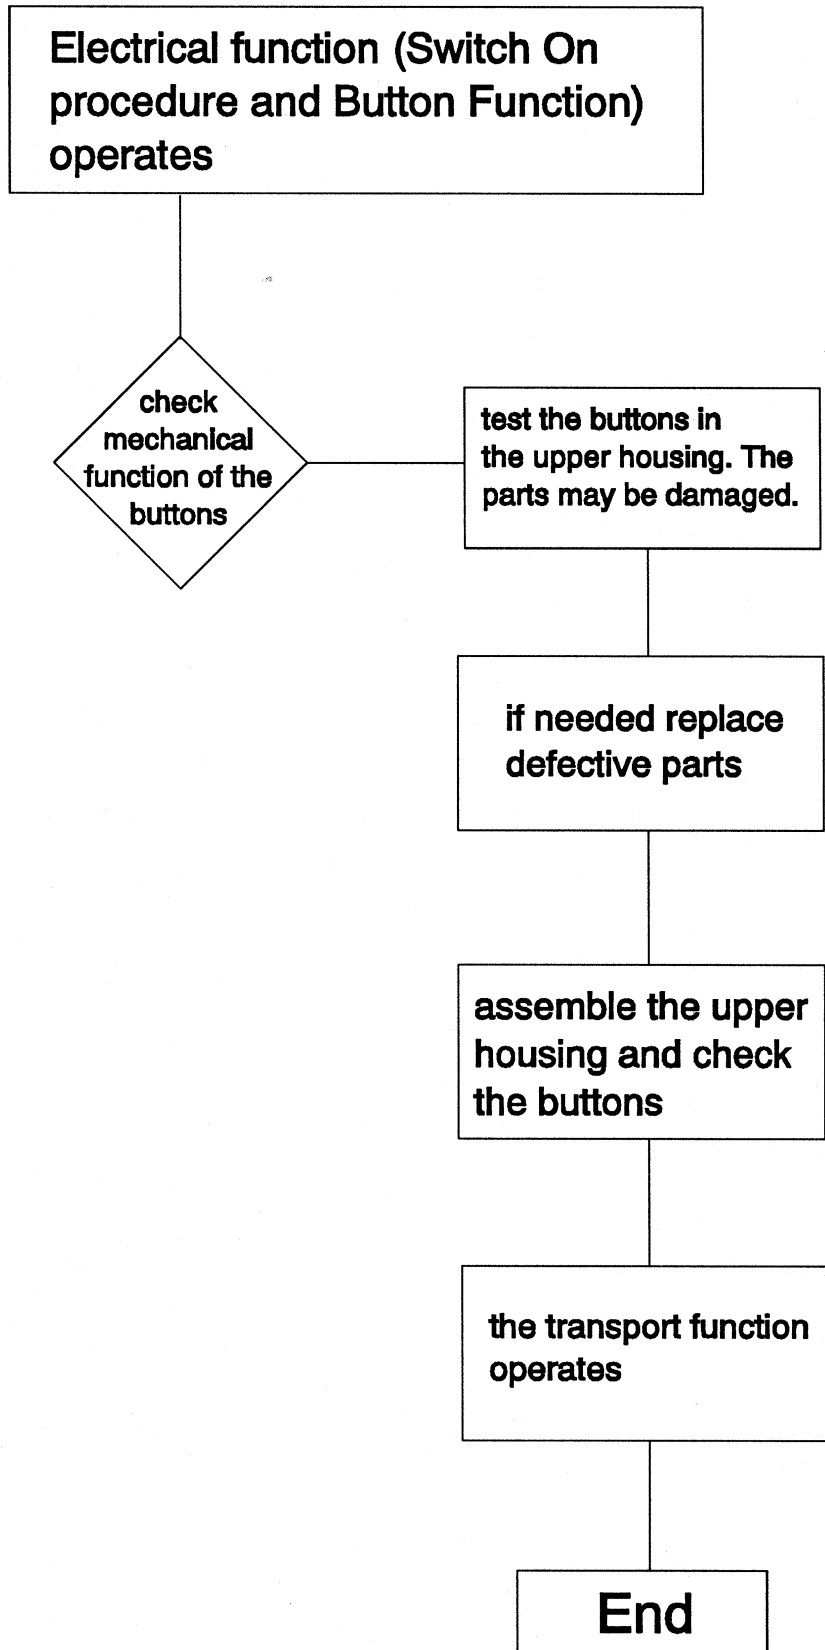 Electrical function (Switch On
procedure and Button Function)
operates
check
mechanical
function of the
buttons
test the buttons in
the upper housing. The
parts may be damaged.
if needed replace
defective parts
assemble the upper
housing and check
the buttons
the transport function
operates
End